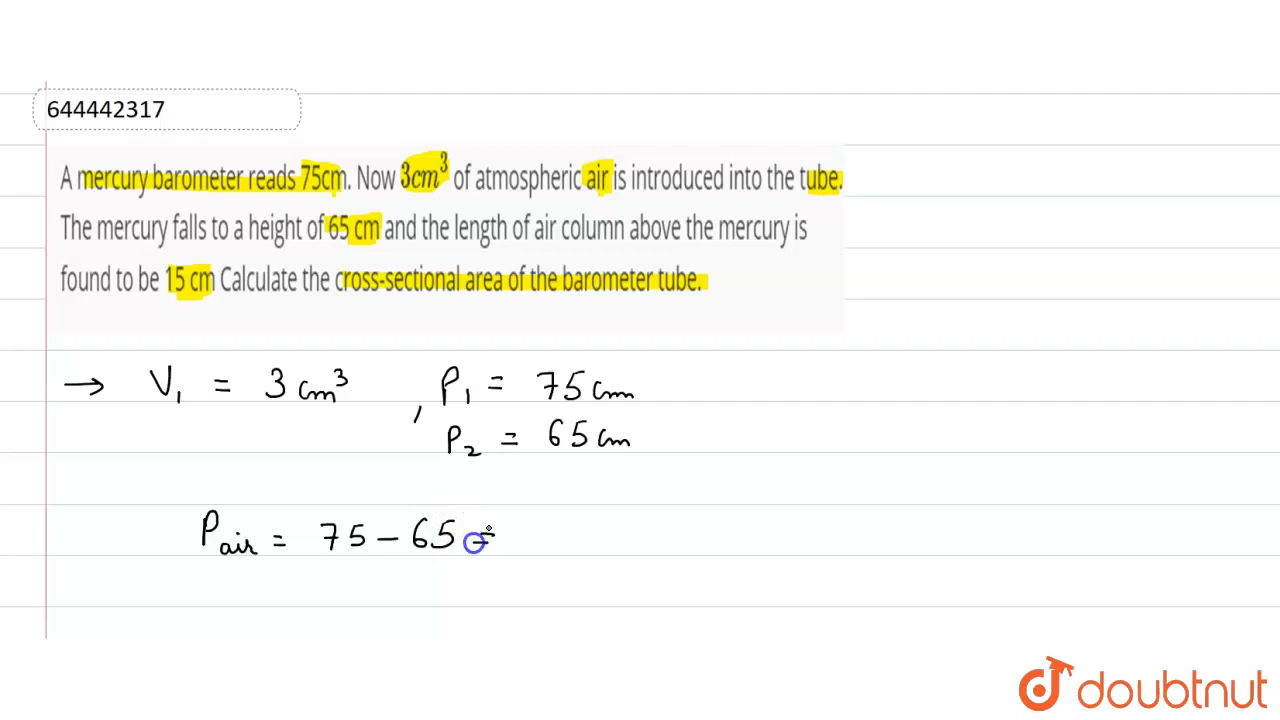 644442317
A mercury barometer reads 75cm. Now 3cm³ of atmospheric air is introduced into the tube.
The mercury falls to a height of 65 cm and the length of air column above the mercury is
found to be 15 cm Calculate the cross-sectional area of the barometer tube.
→ V₁ = 3 cm³ , P₁ = 75 cm
P₂ = 65 cm
P_air = 75 - 65 =
doubtnut